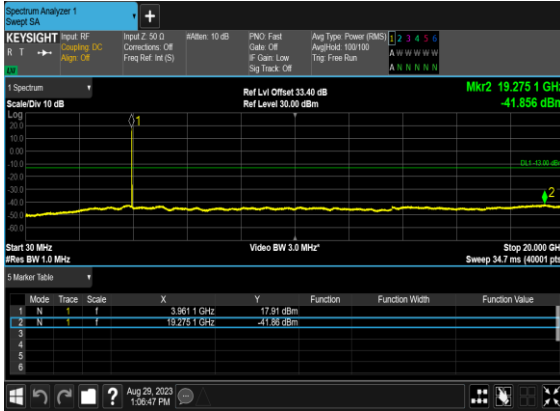 Spectrum Analyzer 1
Swept SA
+
KEYSIGHT Input: RF Input Z: 50 Ω #Atten: 10 dB PNO: Fast Avg Type: Power (RMS) 1 2 3 4 5 6
R T Coupling: DC Corrections: Off Gate: Off Avg|Hold: 100/100 A W W W W W
Align: Off Freq Ref: Int (S) IF Gain: Low Trig: Free Run
Sig Track: Off A N N N N N
1 Spectrum Ref Lvl Offset 33.40 dB Mkr2 19.275 1 GHz
Scale/Div 10 dB Ref Level 30.00 dBm -41.856 dBm
Log
20.0
10.0
0.00
-10.0
-20.0
-30.0
-40.0
-50.0
-60.0
1
DL1 -13.00 dBm
2
Start 30 MHz Video BW 3.0 MHz* Stop 20.000 GHz
#Res BW 1.0 MHz Sweep 34.7 ms (40001 pts)
5 Marker Table
Mode Trace Scale X Y Function Function Width Function Value
1 N 1 f 3.961 1 GHz 17.91 dBm
2 N 1 f 19.275 1 GHz -41.86 dBm
3
4
5
6
? Aug 29, 2023
1:06:47 PM